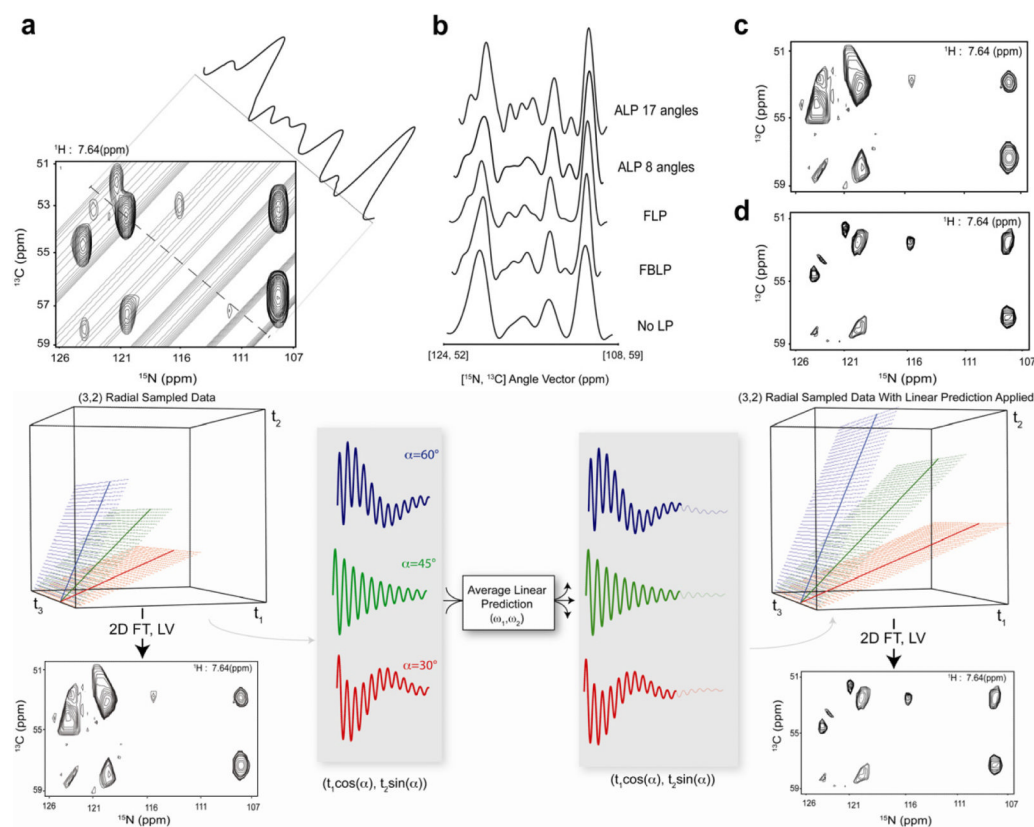 a
¹H : 7.64(ppm)
51
53
55
57
59
¹³C (ppm)
126
121
116
112
107
¹⁵N (ppm)
b
ALP 17 angles
ALP 8 angles
FLP
FBLP
No LP
[124, 52]
[108, 59]
[¹⁵N, ¹³C] Angle Vector (ppm)
c
¹H : 7.64 (ppm)
51
55
59
¹³C (ppm)
d
¹H : 7.64 (ppm)
51
55
59
¹³C (ppm)
126
121
116
112
107
¹⁵N (ppm)
(3,2) Radial Sampled Data
t₂
t₃
t₁
2D FT, LV
¹H : 7.64(ppm)
51
55
59
¹³C (ppm)
126
121
116
112
107
¹⁵N (ppm)
α=60°
α=45°
α=30°
(t₁cos(α), t₂sin(α))
Average Linear
Prediction
(ω₁,ω₂)
(t₁cos(α), t₂sin(α))
(3,2) Radial Sampled Data With Linear Prediction Applied
t₂
t₃
t₁
2D FT, LV
¹H : 7.64(ppm)
51
55
59
¹³C (ppm)
126
121
116
112
107
¹⁵N (ppm)